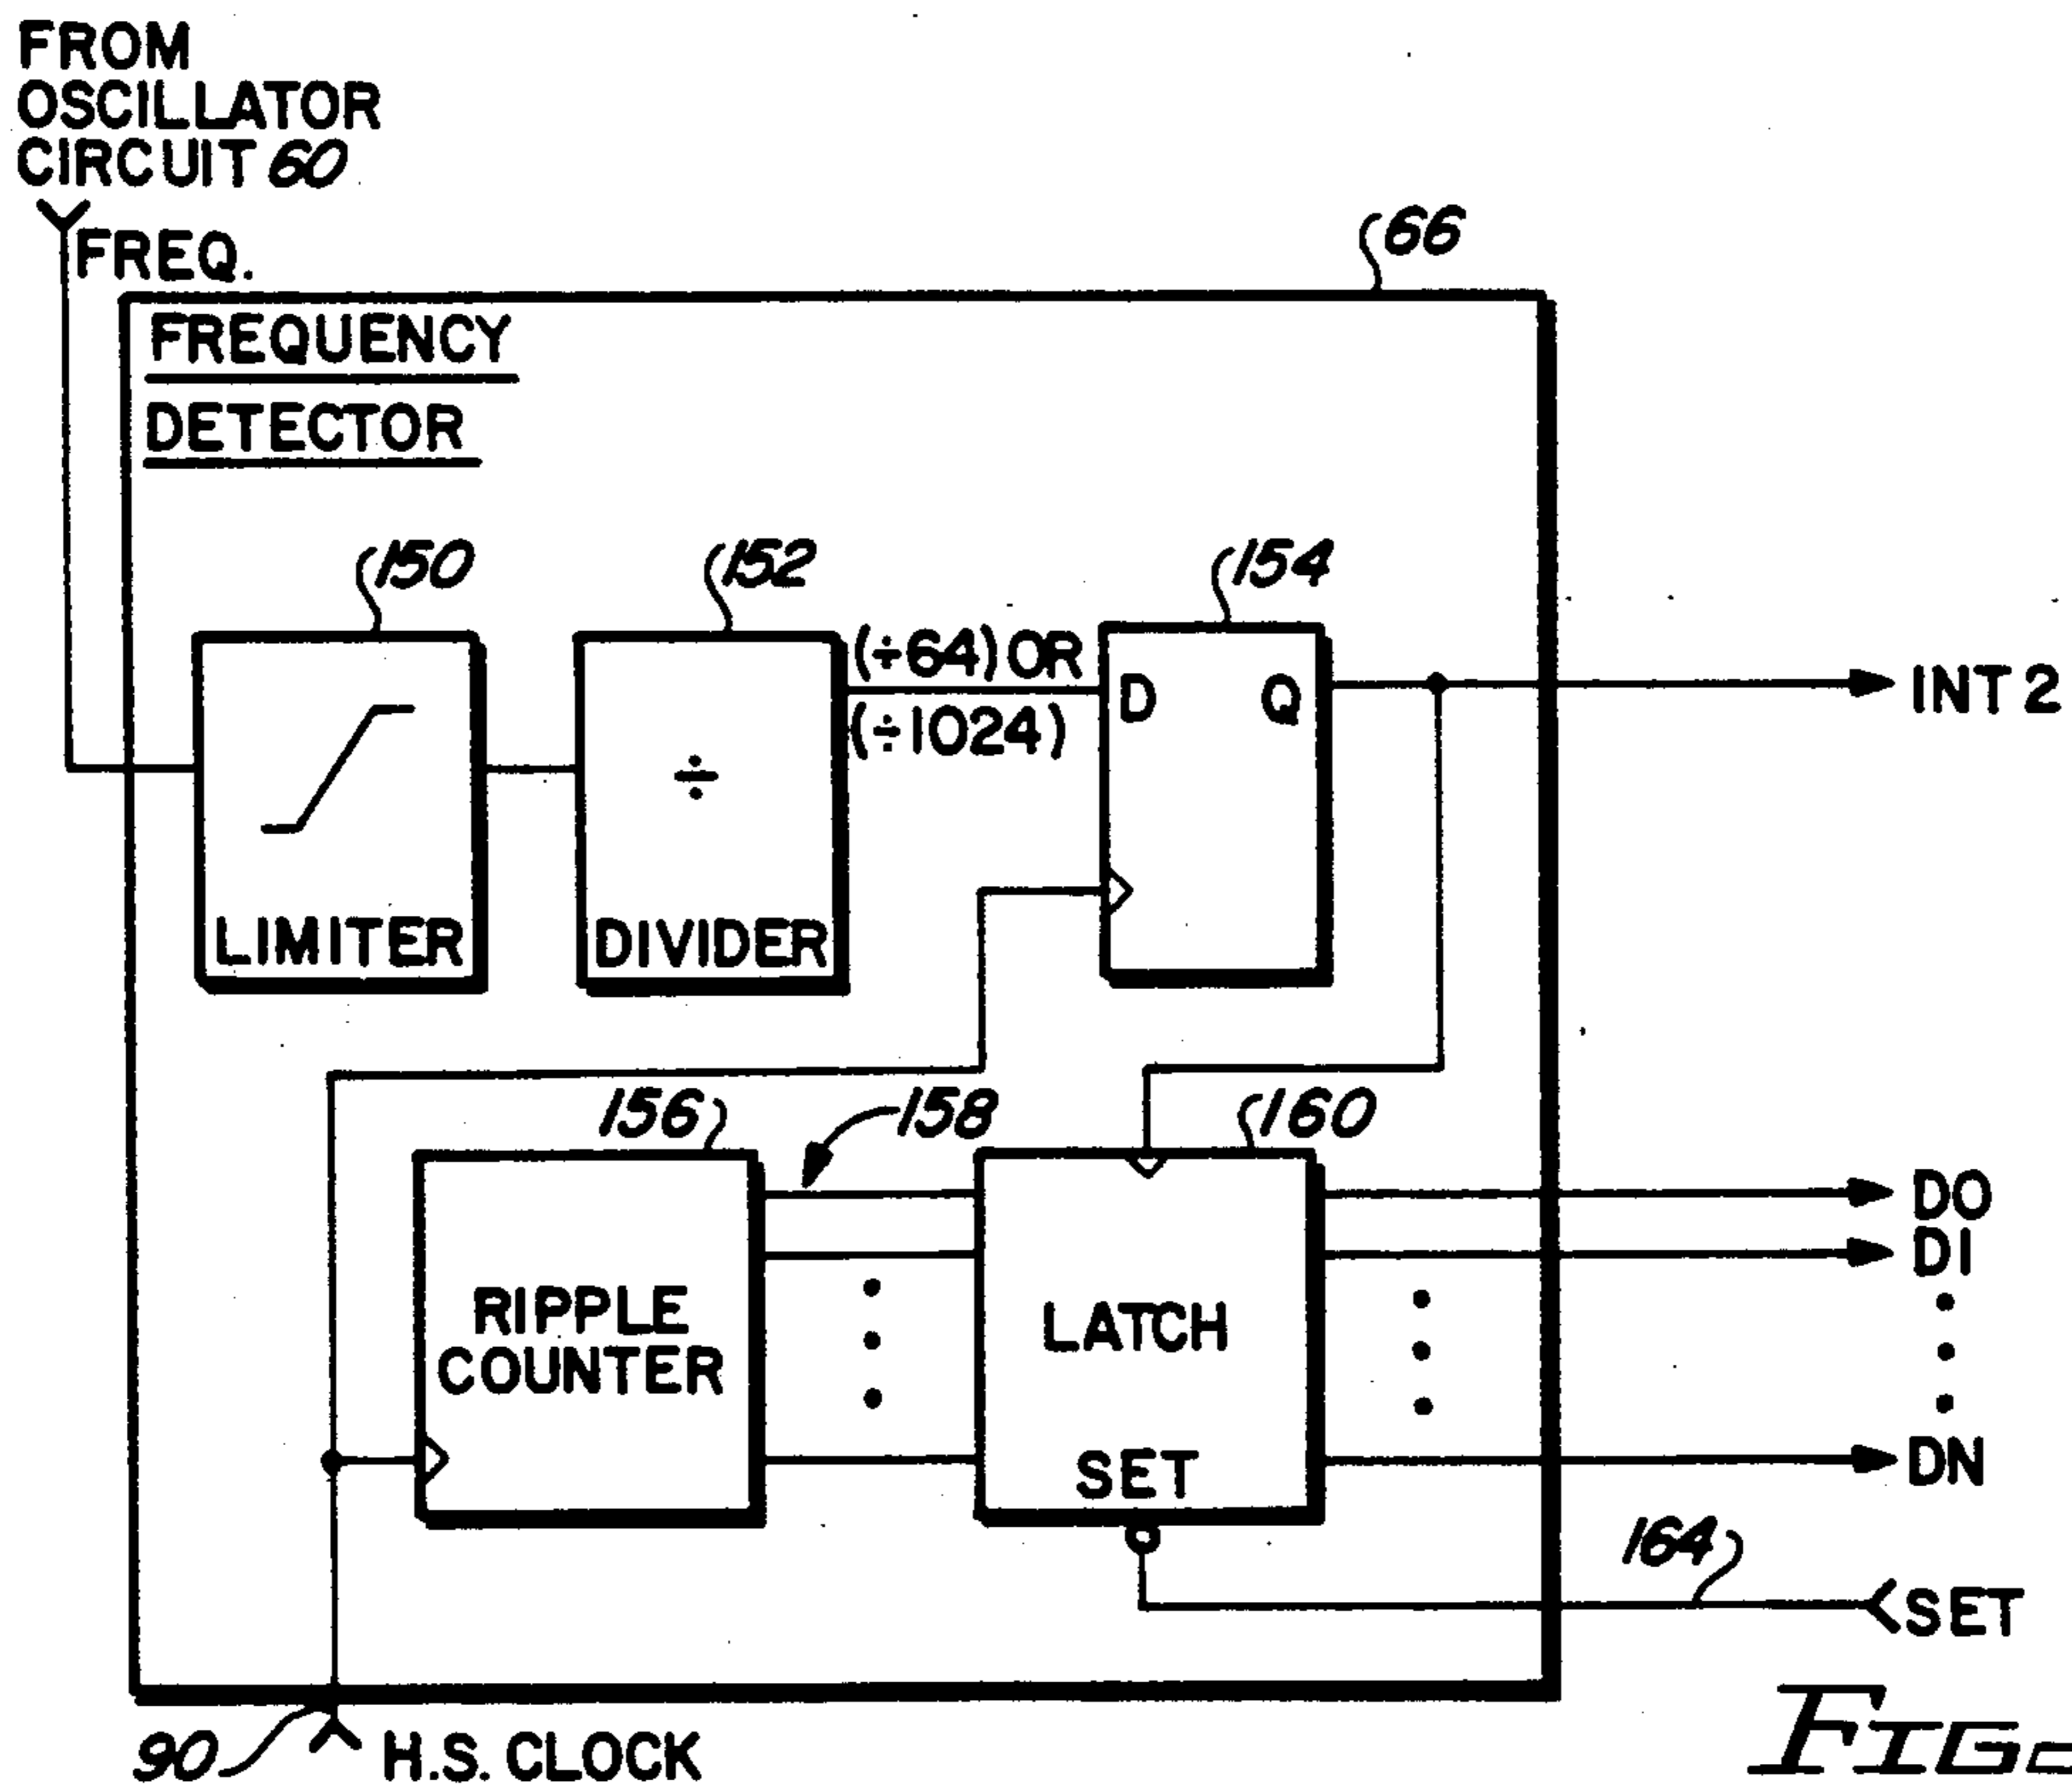 FROM
OSCILLATOR
CIRCUIT 60
FREQ.
66
FREQUENCY
DETECTOR
150
152
154
(÷64) OR
(÷1024)
D
Q
INT 2
÷
LIMITER
DIVIDER
156
158
160
RIPPLE
COUNTER
LATCH
SET
DO
DI
DN
164
SET
90
H.S. CLOCK
FIG